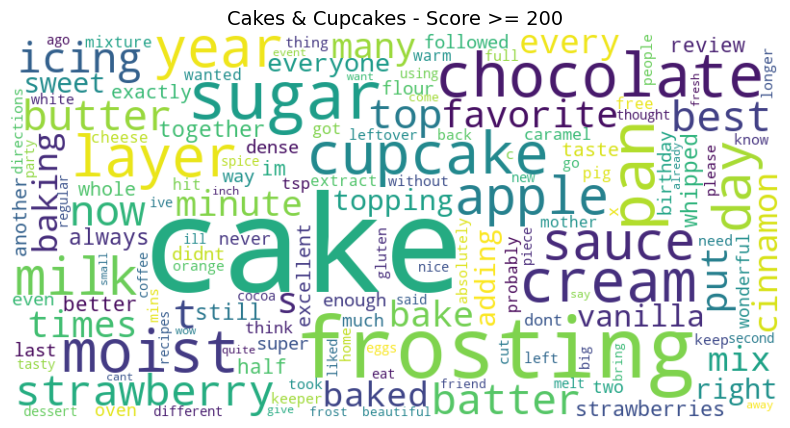 Cakes & Cupcakes - Score >= 200
ago mixture event thing many followed every review people
icing year everyone warm full longer
wanted want using chocolate
sweet exactly sugar come flour
white got top favorite free thought fresh best
butter together leftover back caramel
directions party cheese dense cupcake taste know
layer im way c go pig birthday already please
another regular baking spice tsp extract without new apple pan day whipped
whole hit inch topping x
now minute mother
always ive ill never cake nice sauce need cinnamon
didnt gluten absolutely adding probably piece
milk small coffee orange s excellent cream put wonderful
even better t still cocoa enough said vanilla
times mins think much bake dont say
last recipes wow super home eggs frosting cut left big keep second
moist quite half liked mix
tasty cant took eat friend melt two bring right
strawberry baked batter strawberries
dessert oven different give keeper frost beautiful away